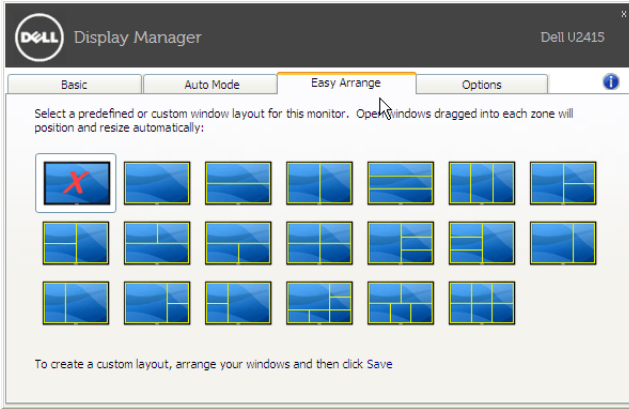 DELL Display Manager Dell U2415
x
Basic Auto Mode Easy Arrange Options i
Select a predefined or custom window layout for this monitor. Open windows dragged into each zone will
position and resize automatically:
X
To create a custom layout, arrange your windows and then click Save